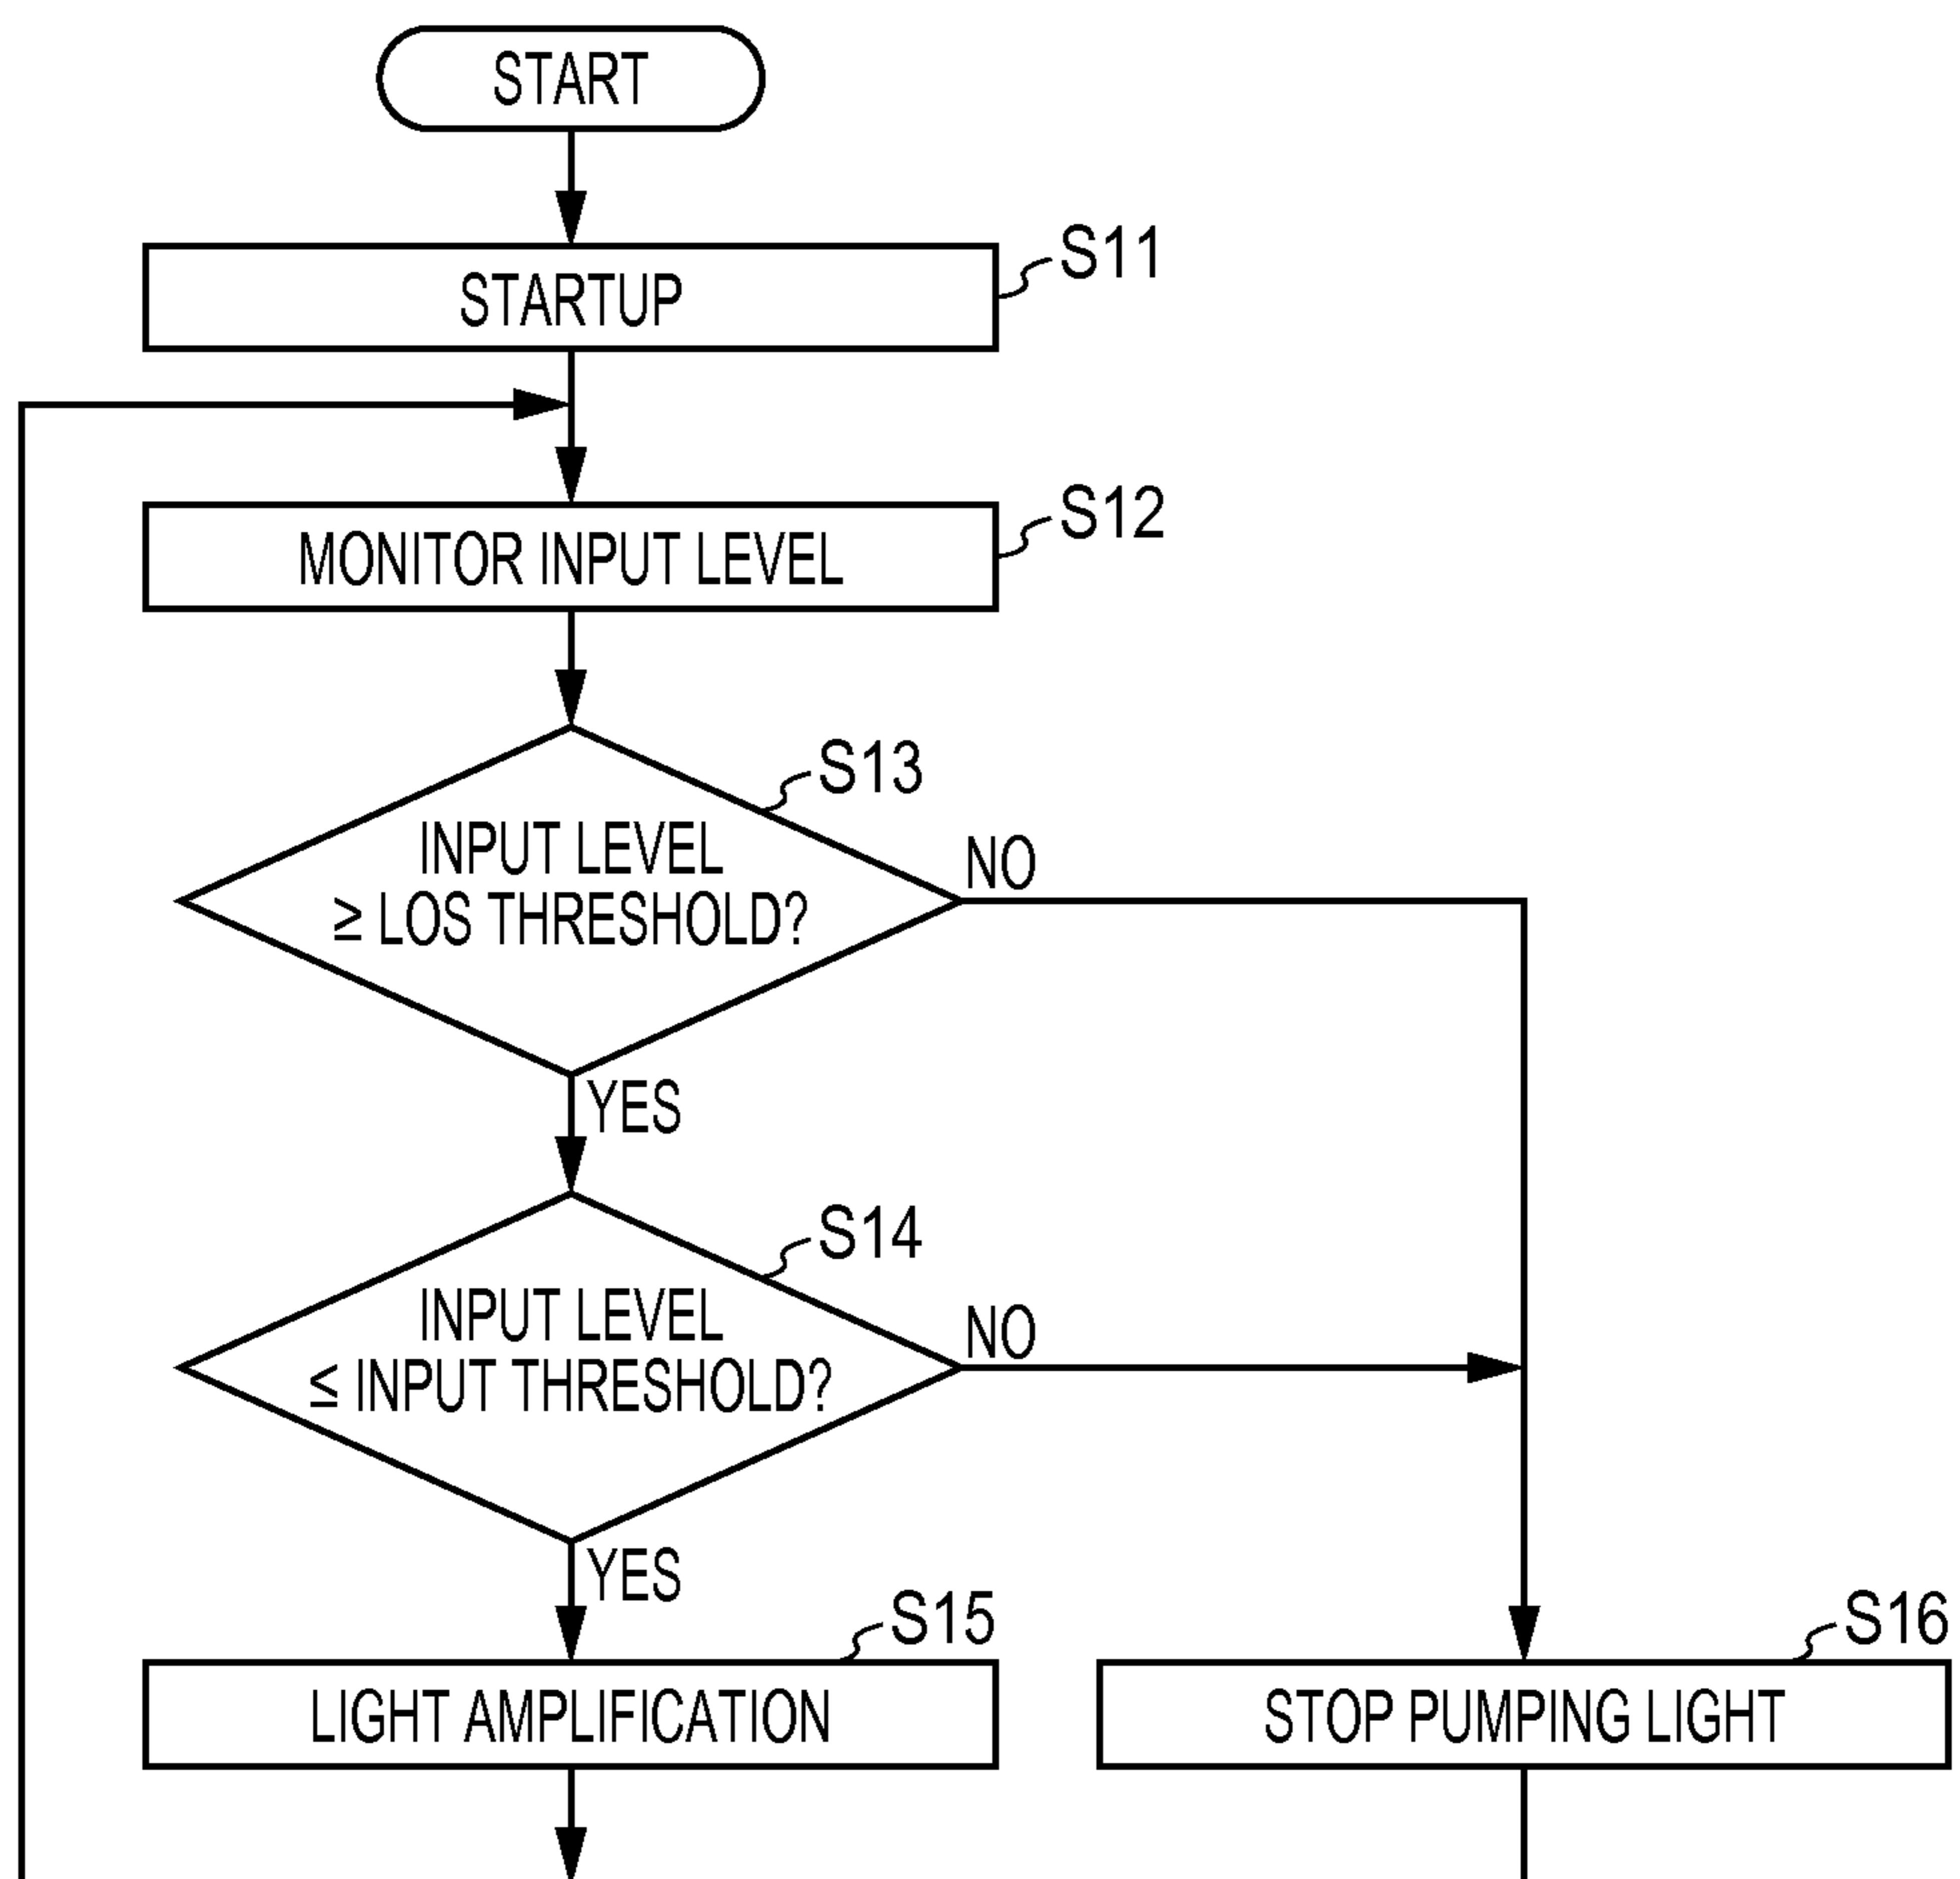 START
STARTUP
S11
MONITOR INPUT LEVEL
S12
S13
INPUT LEVEL
≥ LOS THRESHOLD?
NO
YES
S14
INPUT LEVEL
≤ INPUT THRESHOLD?
NO
YES
S15
LIGHT AMPLIFICATION
S16
STOP PUMPING LIGHT